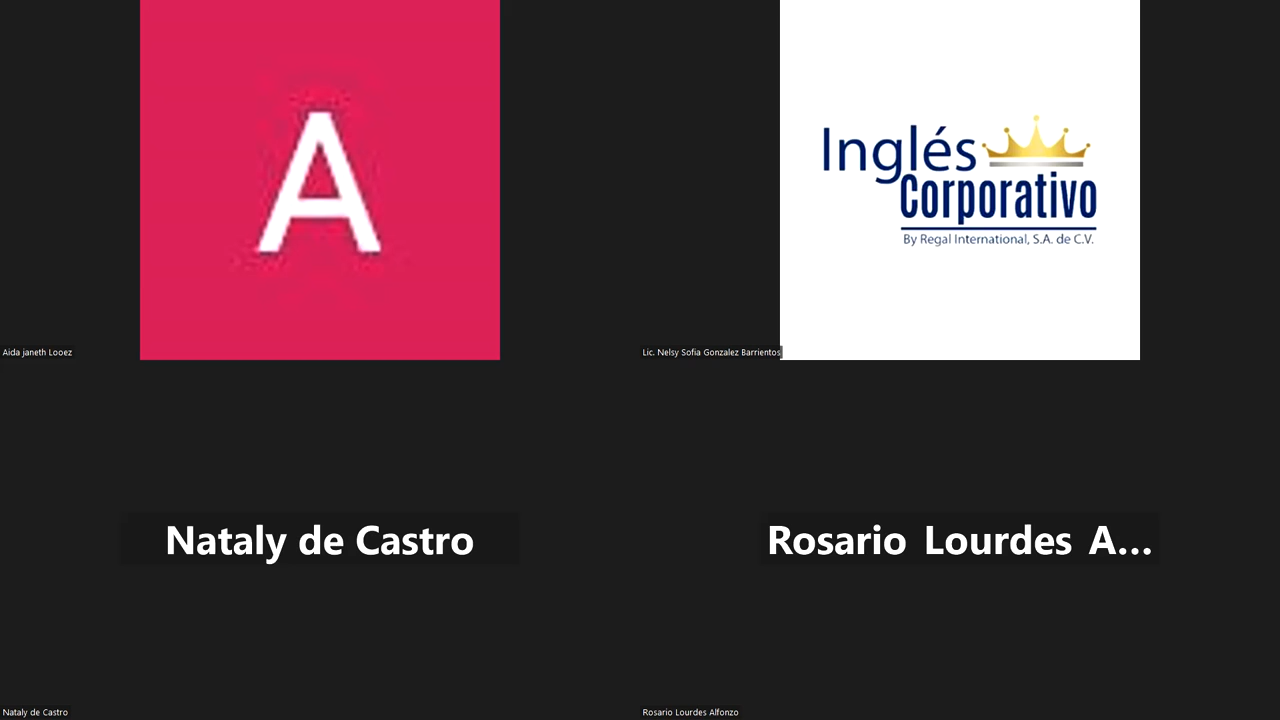 A
Inglés
Corporativo
By Regal International, S.A. de C.V.
Aida janeth Looez
Lic. Nelsy Sofia Gonzalez Barrientos
Nataly de Castro
Rosario Lourdes A...
Nataly de Castro
Rosario Lourdes Alfonzo